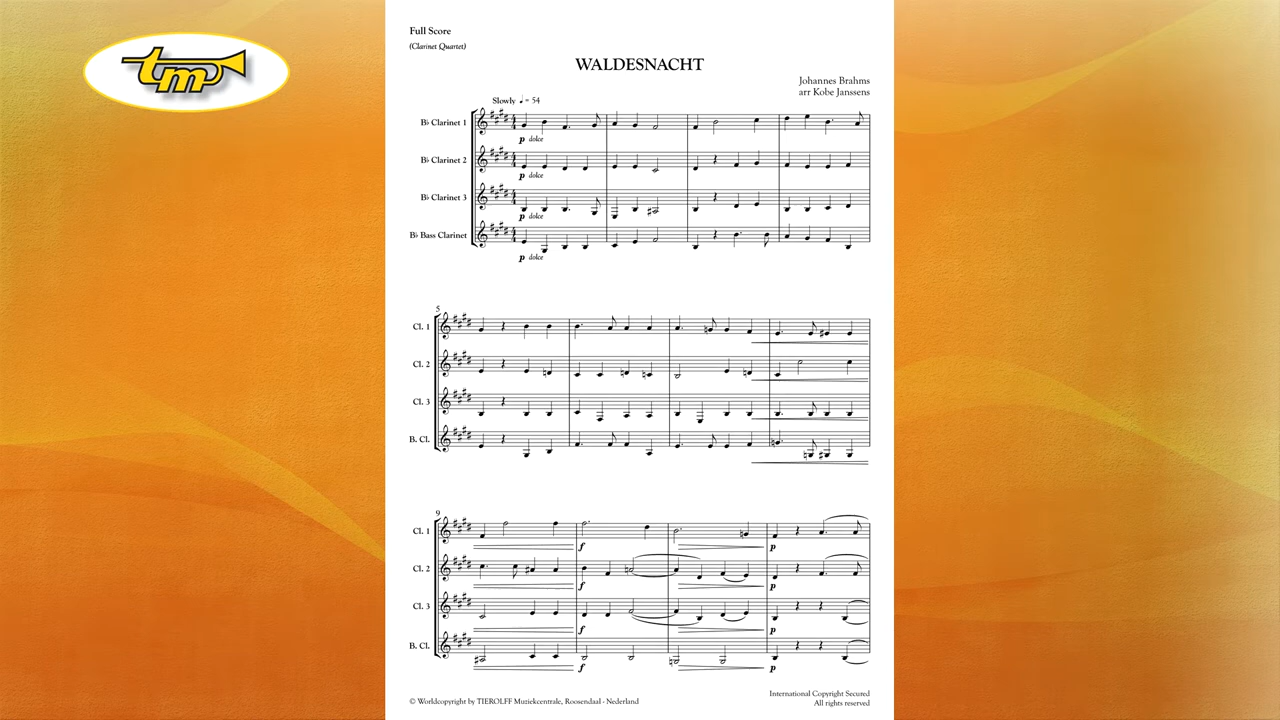 tm
Full Score
(Clarinet Quartet)
WALDESNACHT
Johannes Brahms
arr Kobe Janssens
Slowly ♩ = 54
B♭ Clarinet 1
p dolce
B♭ Clarinet 2
p dolce
B♭ Clarinet 3
p dolce
B♭ Bass Clarinet
p dolce
5
Cl. 1
Cl. 2
Cl. 3
B. Cl.
9
Cl. 1
f p
Cl. 2
f p
Cl. 3
f p
B. Cl.
f p
© Worldcopyright by TIEROLFF Muziekcentrale, Roosendaal - Nederland
International Copyright Secured
All rights reserved